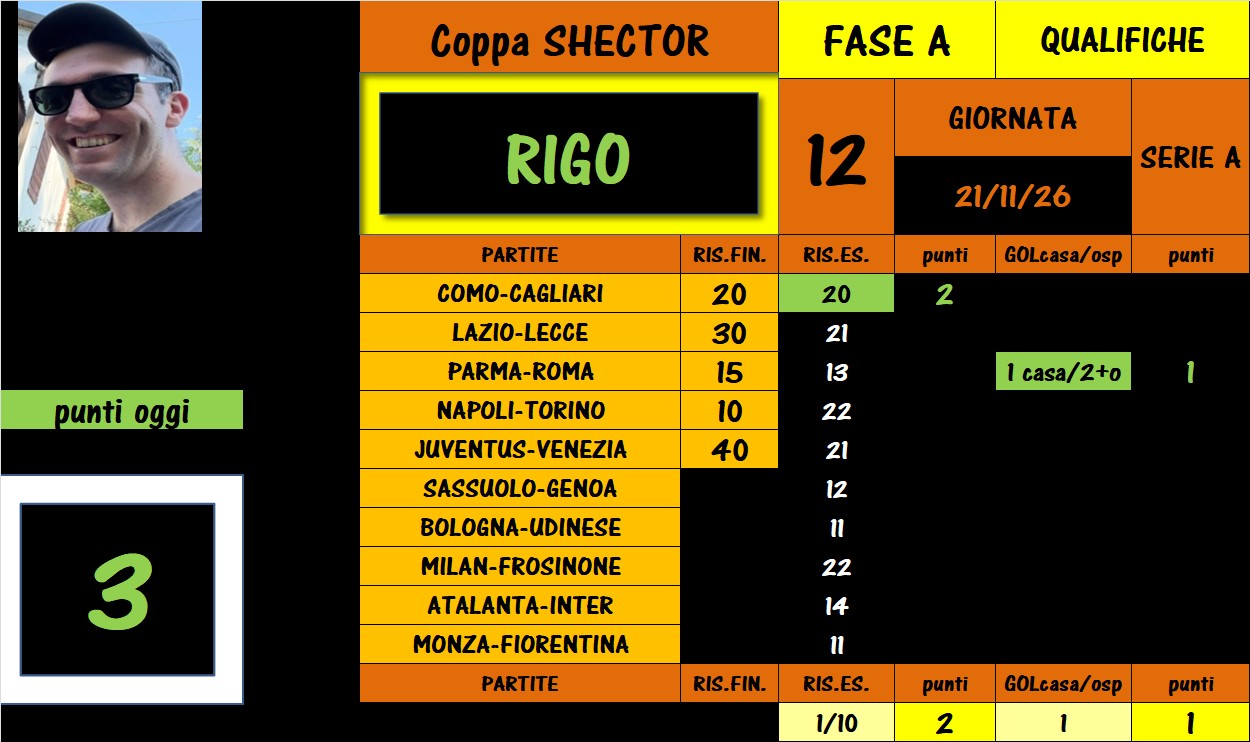 Coppa SHECTOR FASE A QUALIFICHE
RIGO 12 GIORNATA SERIE A
21/11/26
PARTITE RIS.FIN. RIS.ES. punti GOLcasa/osp punti
COMO-CAGLIARI 20 20 2
LAZIO-LECCE 30 21
PARMA-ROMA 15 13 1 casa/2+o 1
NAPOLI-TORINO 10 22
JUVENTUS-VENEZIA 40 21
SASSUOLO-GENOA 12
BOLOGNA-UDINESE 11
MILAN-FROSINONE 22
ATALANTA-INTER 14
MONZA-FIORENTINA 11
PARTITE RIS.FIN. RIS.ES. punti GOLcasa/osp punti
1/10 2 1 1
punti oggi
3